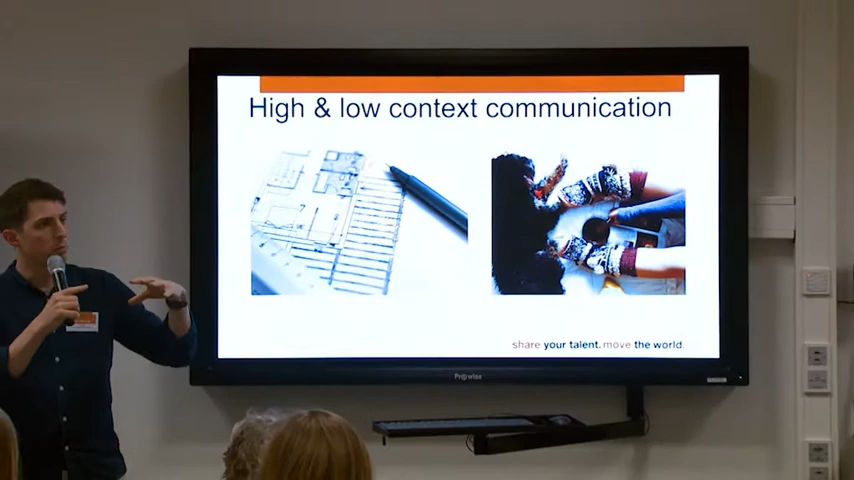 High & low context communication
share your talent. move the world
Prowise